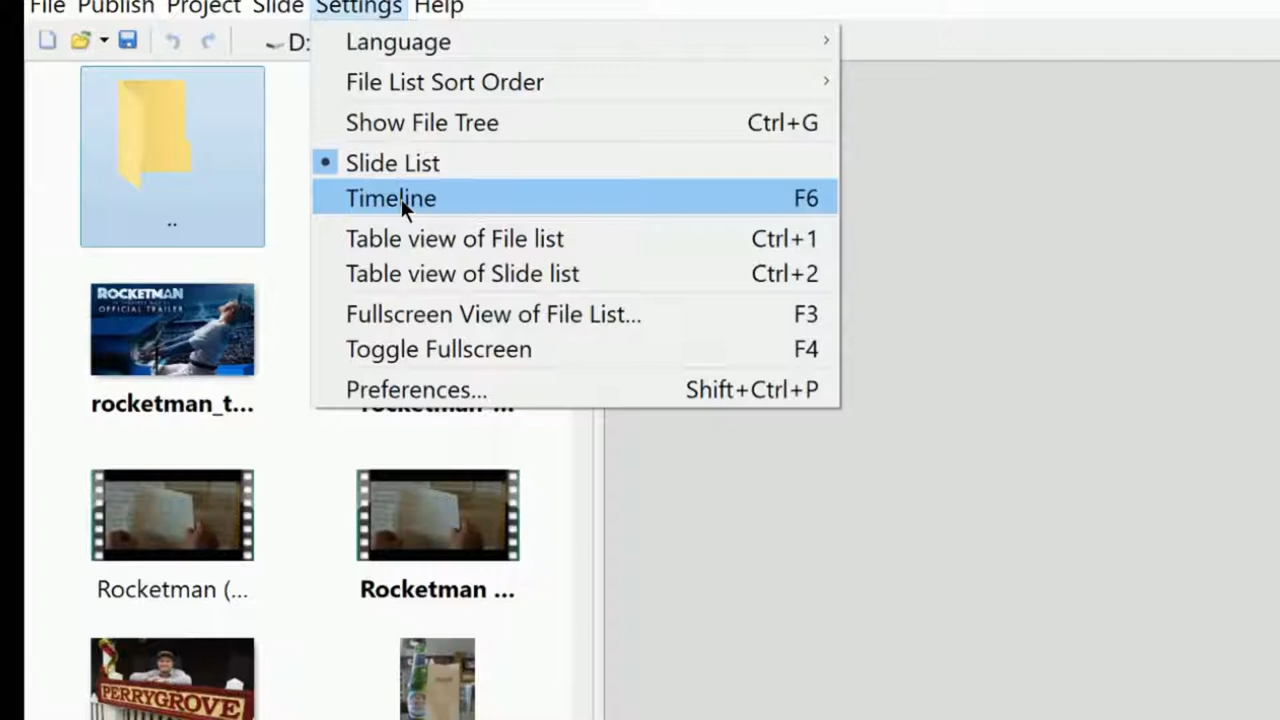 File Publish Project Slide Settings Help
D:
Language
File List Sort Order
Show File Tree Ctrl+G
Slide List
Timeline F6
Table view of File list Ctrl+1
Table view of Slide list Ctrl+2
Fullscreen View of File List... F3
Toggle Fullscreen F4
Preferences... Shift+Ctrl+P
..
ROCKETMAN
OFFICIAL TRAILER
rocketman_t...
Rocketman (...
Rocketman ...
PERRYGROVE